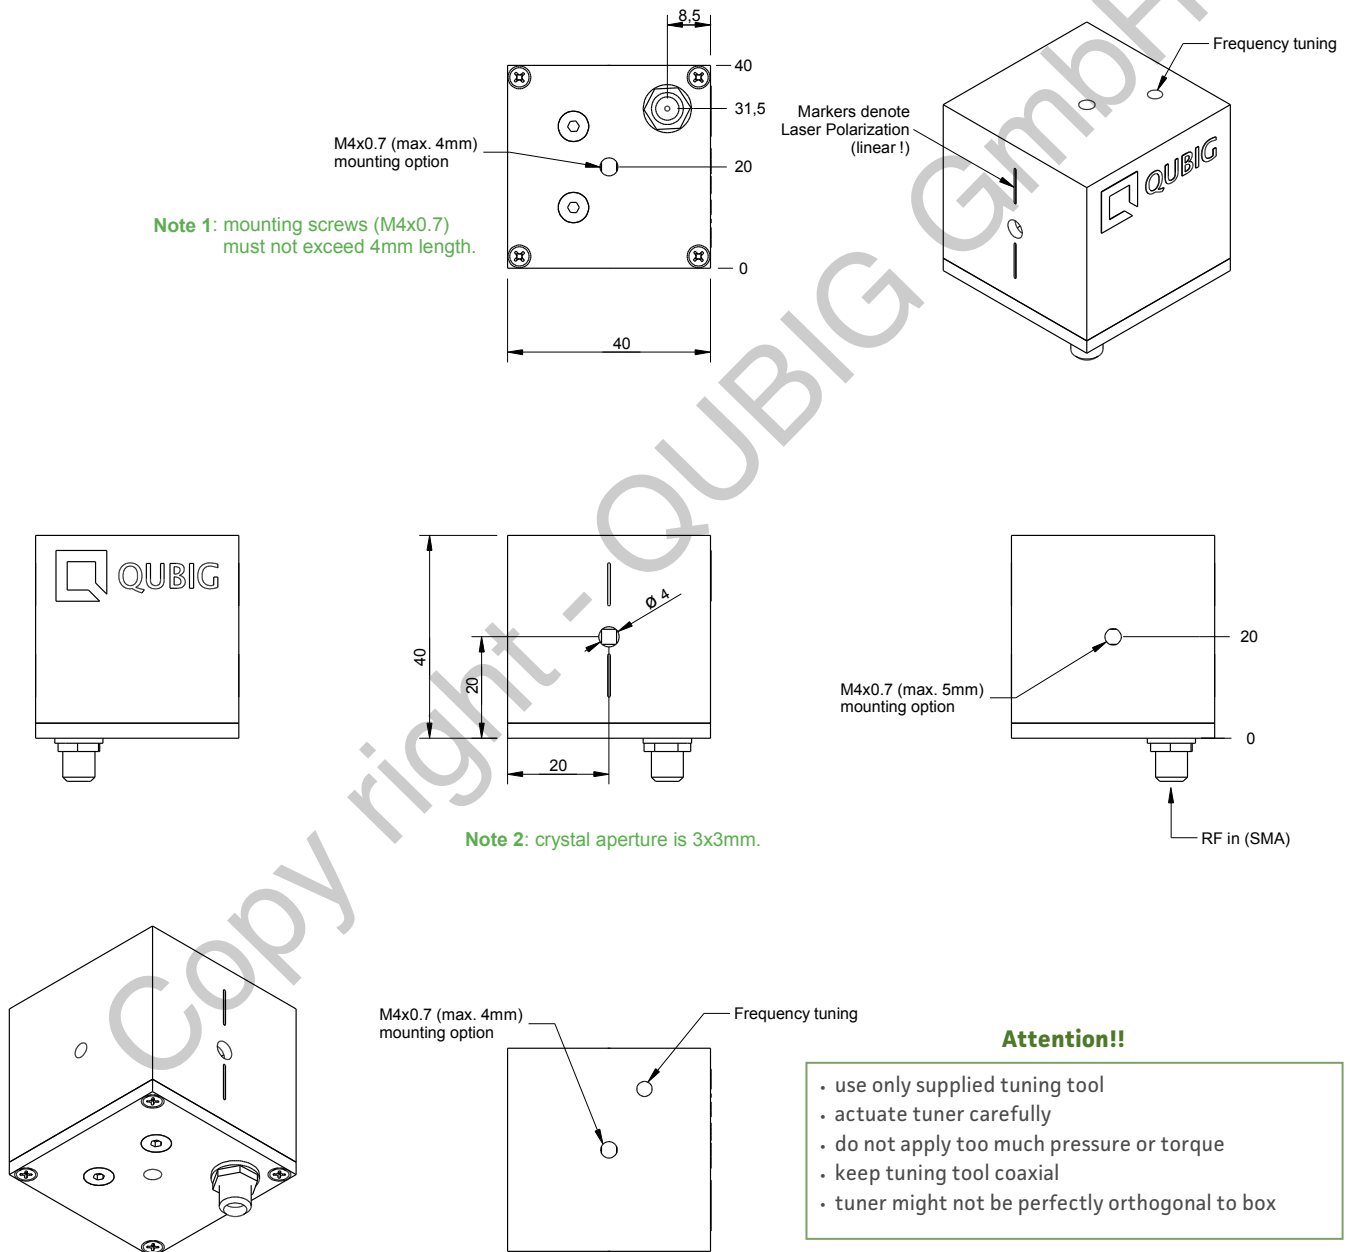 8,5
40
31,5
20
0
40
M4x0.7 (max. 4mm)
mounting option
Note 1: mounting screws (M4x0.7)
must not exceed 4mm length.
Frequency tuning
Markers denote
Laser Polarization
(linear !)
QUBIG
QUBIG
40
20
20
Ø 4
Note 2: crystal aperture is 3x3mm.
M4x0.7 (max. 5mm)
mounting option
20
0
RF in (SMA)
M4x0.7 (max. 4mm)
mounting option
Frequency tuning
Attention!!
· use only supplied tuning tool
· actuate tuner carefully
· do not apply too much pressure or torque
· keep tuning tool coaxial
· tuner might not be perfectly orthogonal to box
Copy right - QUBIG GmbH